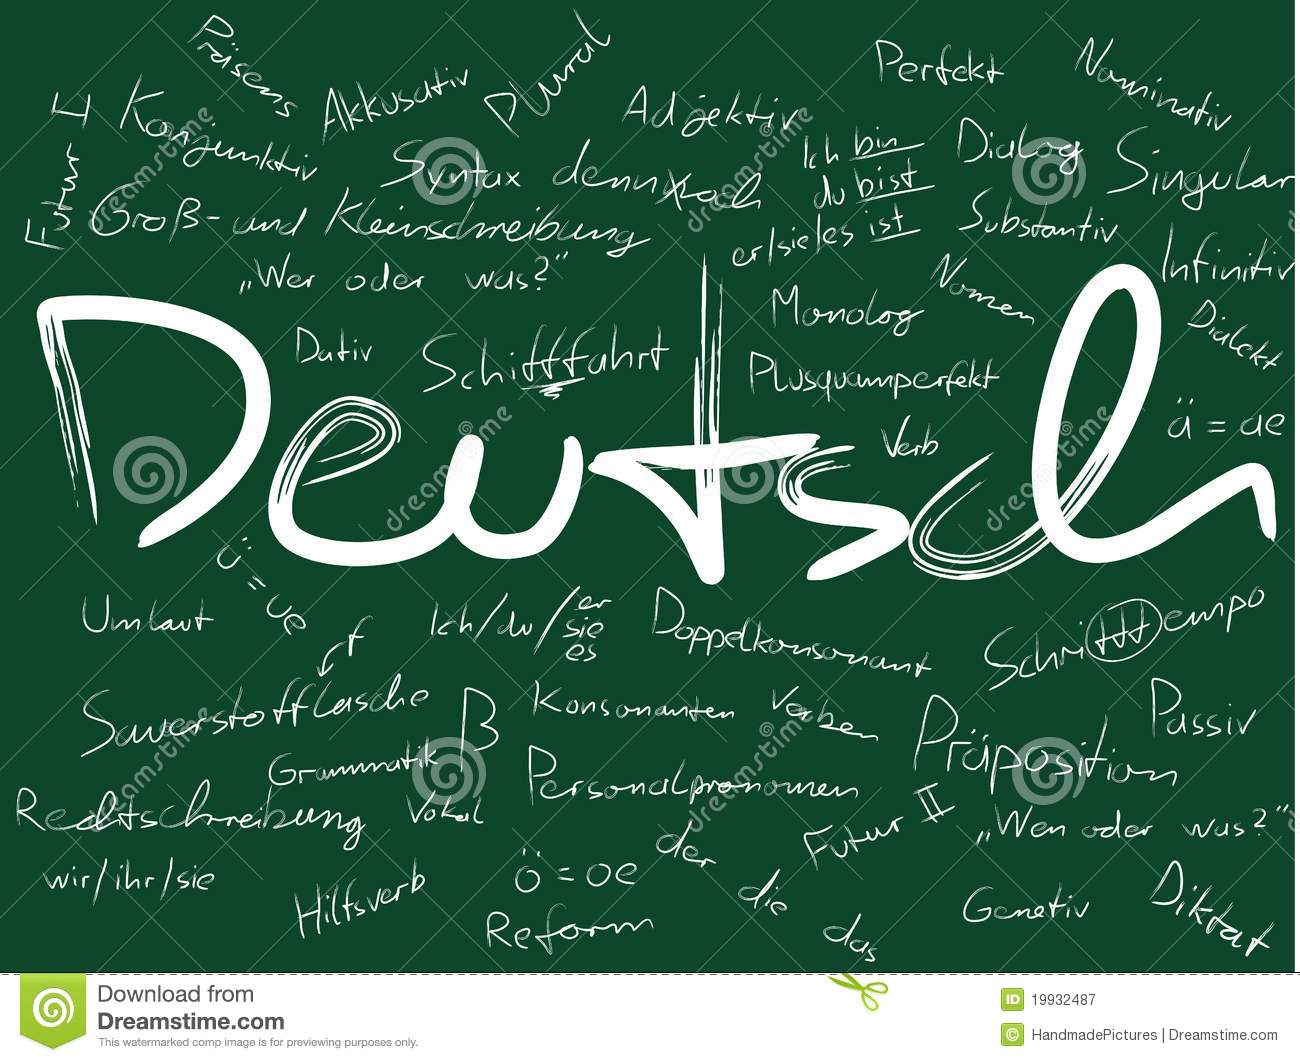 Präsens
Akkusativ
Plural
Adjektiv
Perfekt
Nominativ
Futur I
Konjunktiv
Syntax
dennoch
Ich bin
du bist
er/sie/es ist
Dialog
Singular
Groß- und Kleinschreibung
Substantiv
„Wer oder was?“
Nomen
Infinitiv
Monolog
Dialekt
Dativ
Schifffahrt
Plusquamperfekt
Verb
ä = ae
Deutsch
ü = ue
Umlaut
Ich/du/er
sie
es
Doppelkonsonant
Schritttempo
f
Sauerstofflasche
ß
Konsonanten
Verben
Präposition
Passiv
Grammatik
Personalpronomen
Rechtschreibung
Vokal
der
Futur II
„Wen oder was?“
wir/ihr/sie
Hilfsverb
ö = oe
die
Genetiv
Diktat
Reform
das
Download from
Dreamstime.com
This watermarked comp image is for previewing purposes only.
ID 19932487
© HandmadePictures | Dreamstime.com